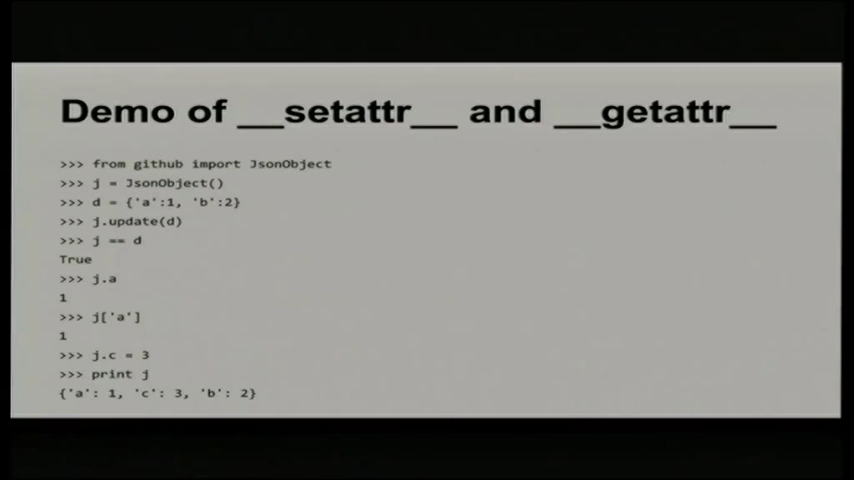 Demo of __setattr__ and __getattr__
>>> from github import JsonObject
>>> j = JsonObject()
>>> d = {'a':1, 'b':2}
>>> j.update(d)
>>> j == d
True
>>> j.a
1
>>> j['a']
1
>>> j.c = 3
>>> print j
{'a': 1, 'c': 3, 'b': 2}